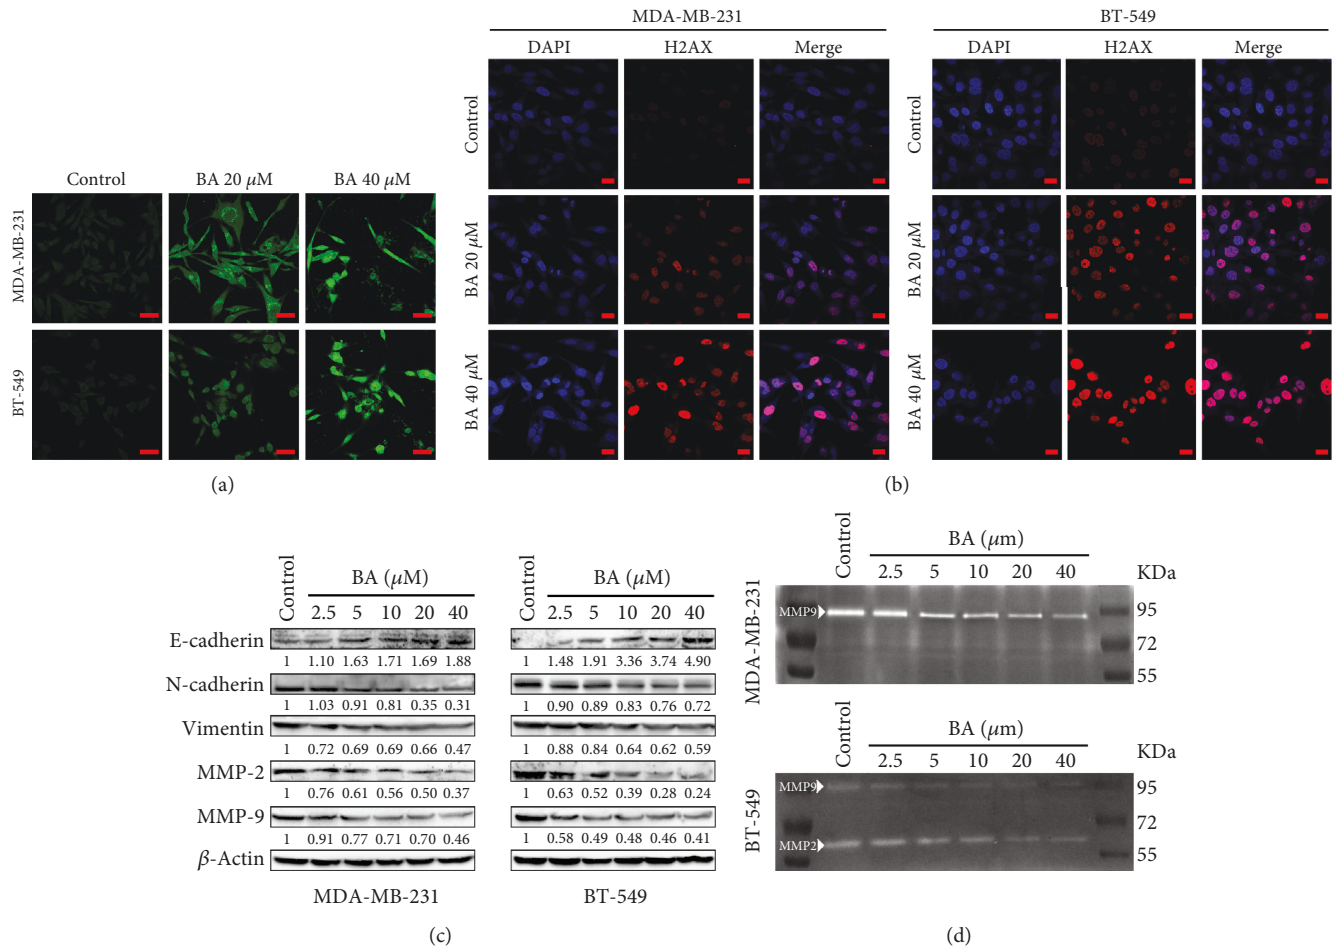 Control BA 20 μM BA 40 μM
MDA-MB-231
BT-549
(a)
MDA-MB-231 BT-549
DAPI H2AX Merge DAPI H2AX Merge
Control Control
BA 20 μM BA 20 μM
BA 40 μM BA 40 μM
(b)
Control BA (μM) Control BA (μM)
2.5 5 10 20 40 2.5 5 10 20 40
E-cadherin
1 1.10 1.63 1.71 1.69 1.88 1 1.48 1.91 3.36 3.74 4.90
N-cadherin
1 1.03 0.91 0.81 0.35 0.31 1 0.90 0.89 0.83 0.76 0.72
Vimentin
1 0.72 0.69 0.69 0.66 0.47 1 0.88 0.84 0.64 0.62 0.59
MMP-2
1 0.76 0.61 0.56 0.50 0.37 1 0.63 0.52 0.39 0.28 0.24
MMP-9
1 0.91 0.77 0.71 0.70 0.46 1 0.58 0.49 0.48 0.46 0.41
β-Actin
MDA-MB-231 BT-549
(c)
Control BA (μm)
2.5 5 10 20 40 KDa
MDA-MB-231
MMP9 95
72
55
Control BA (μm)
2.5 5 10 20 40 KDa
BT-549
MMP9 95
72
MMP2 55
(d)